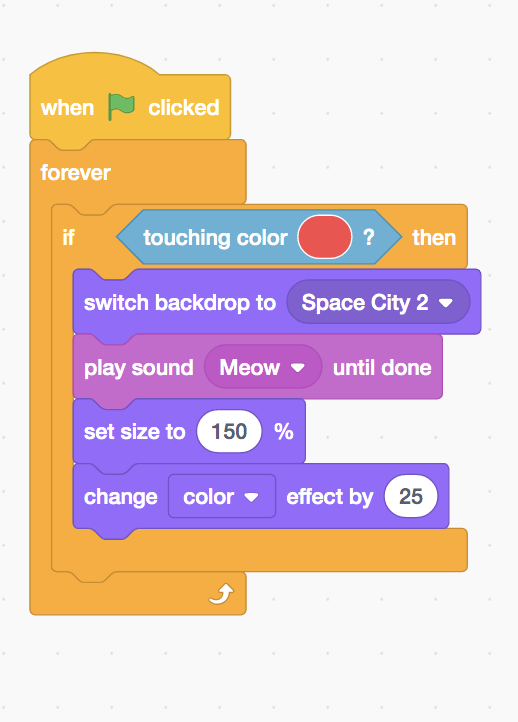 when clicked
forever
if touching color ? then
switch backdrop to Space City 2
play sound Meow until done
set size to 150 %
change color effect by 25